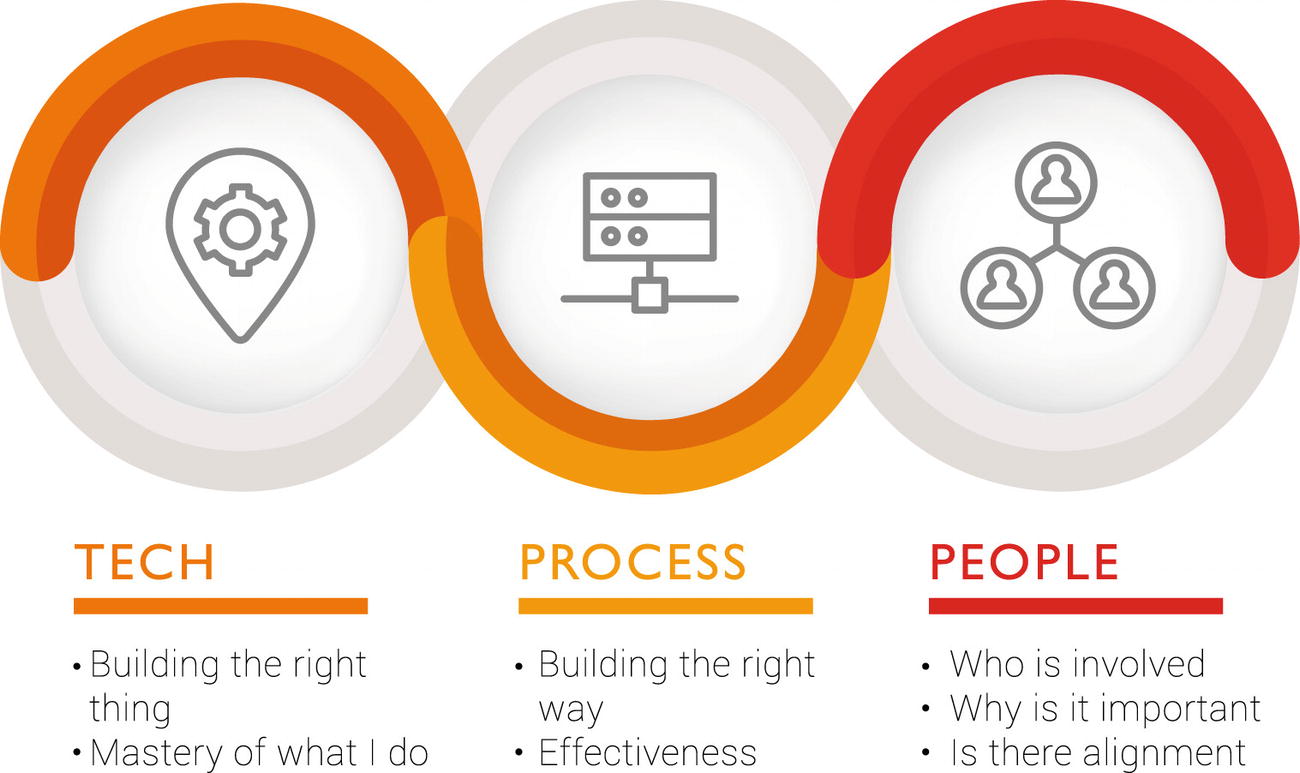 TECH
• Building the right
thing
• Mastery of what I do
PROCESS
• Building the right
way
• Effectiveness
PEOPLE
• Who is involved
• Why is it important
• Is there alignment